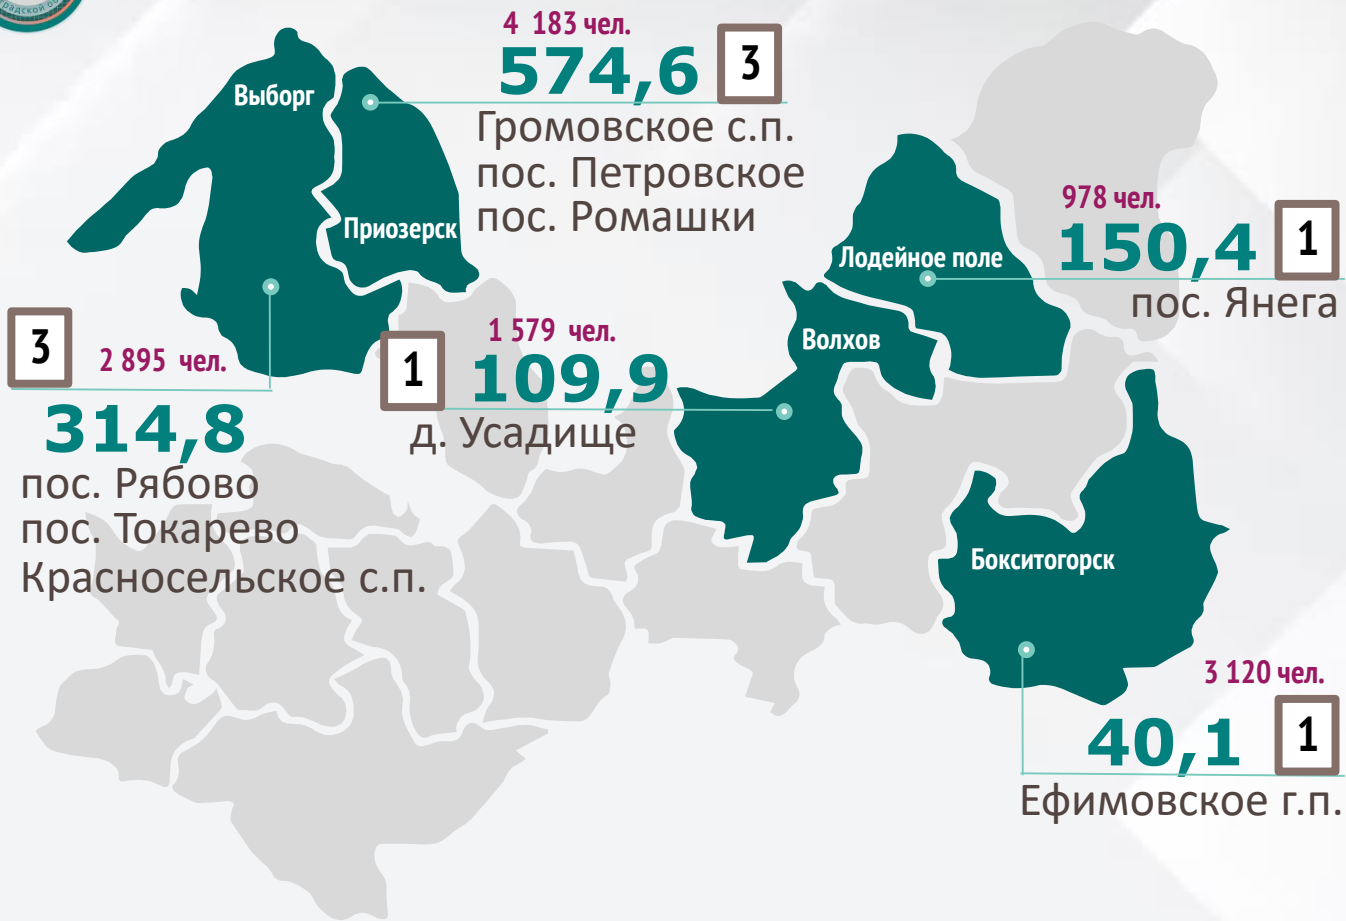 4 183 чел.
574,6
3
Громовское с.п.
пос. Петровское
пос. Ромашки
Выборг
Приозерск
978 чел.
150,4
1
пос. Янега
Лодейное поле
Волхов
3
2 895 чел.
314,8
пос. Рябово
пос. Токарево
Красносельское с.п.
1 579 чел.
1
109,9
д. Усадище
Бокситогорск
3 120 чел.
40,1
1
Ефимовское г.п.